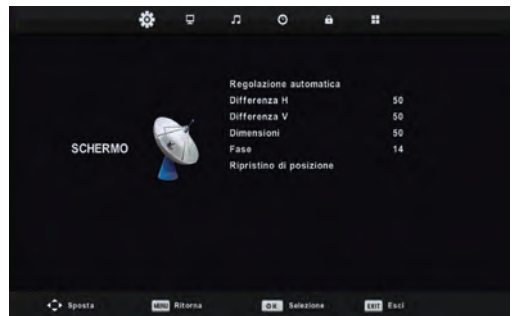 Regolazione automatica
Differenza H 50
Differenza V 50
Dimensioni 50
SCHERMO
Fase 14
Ripristino di posizione
Sposta MENU Ritorna OK Selezione EXIT Esci